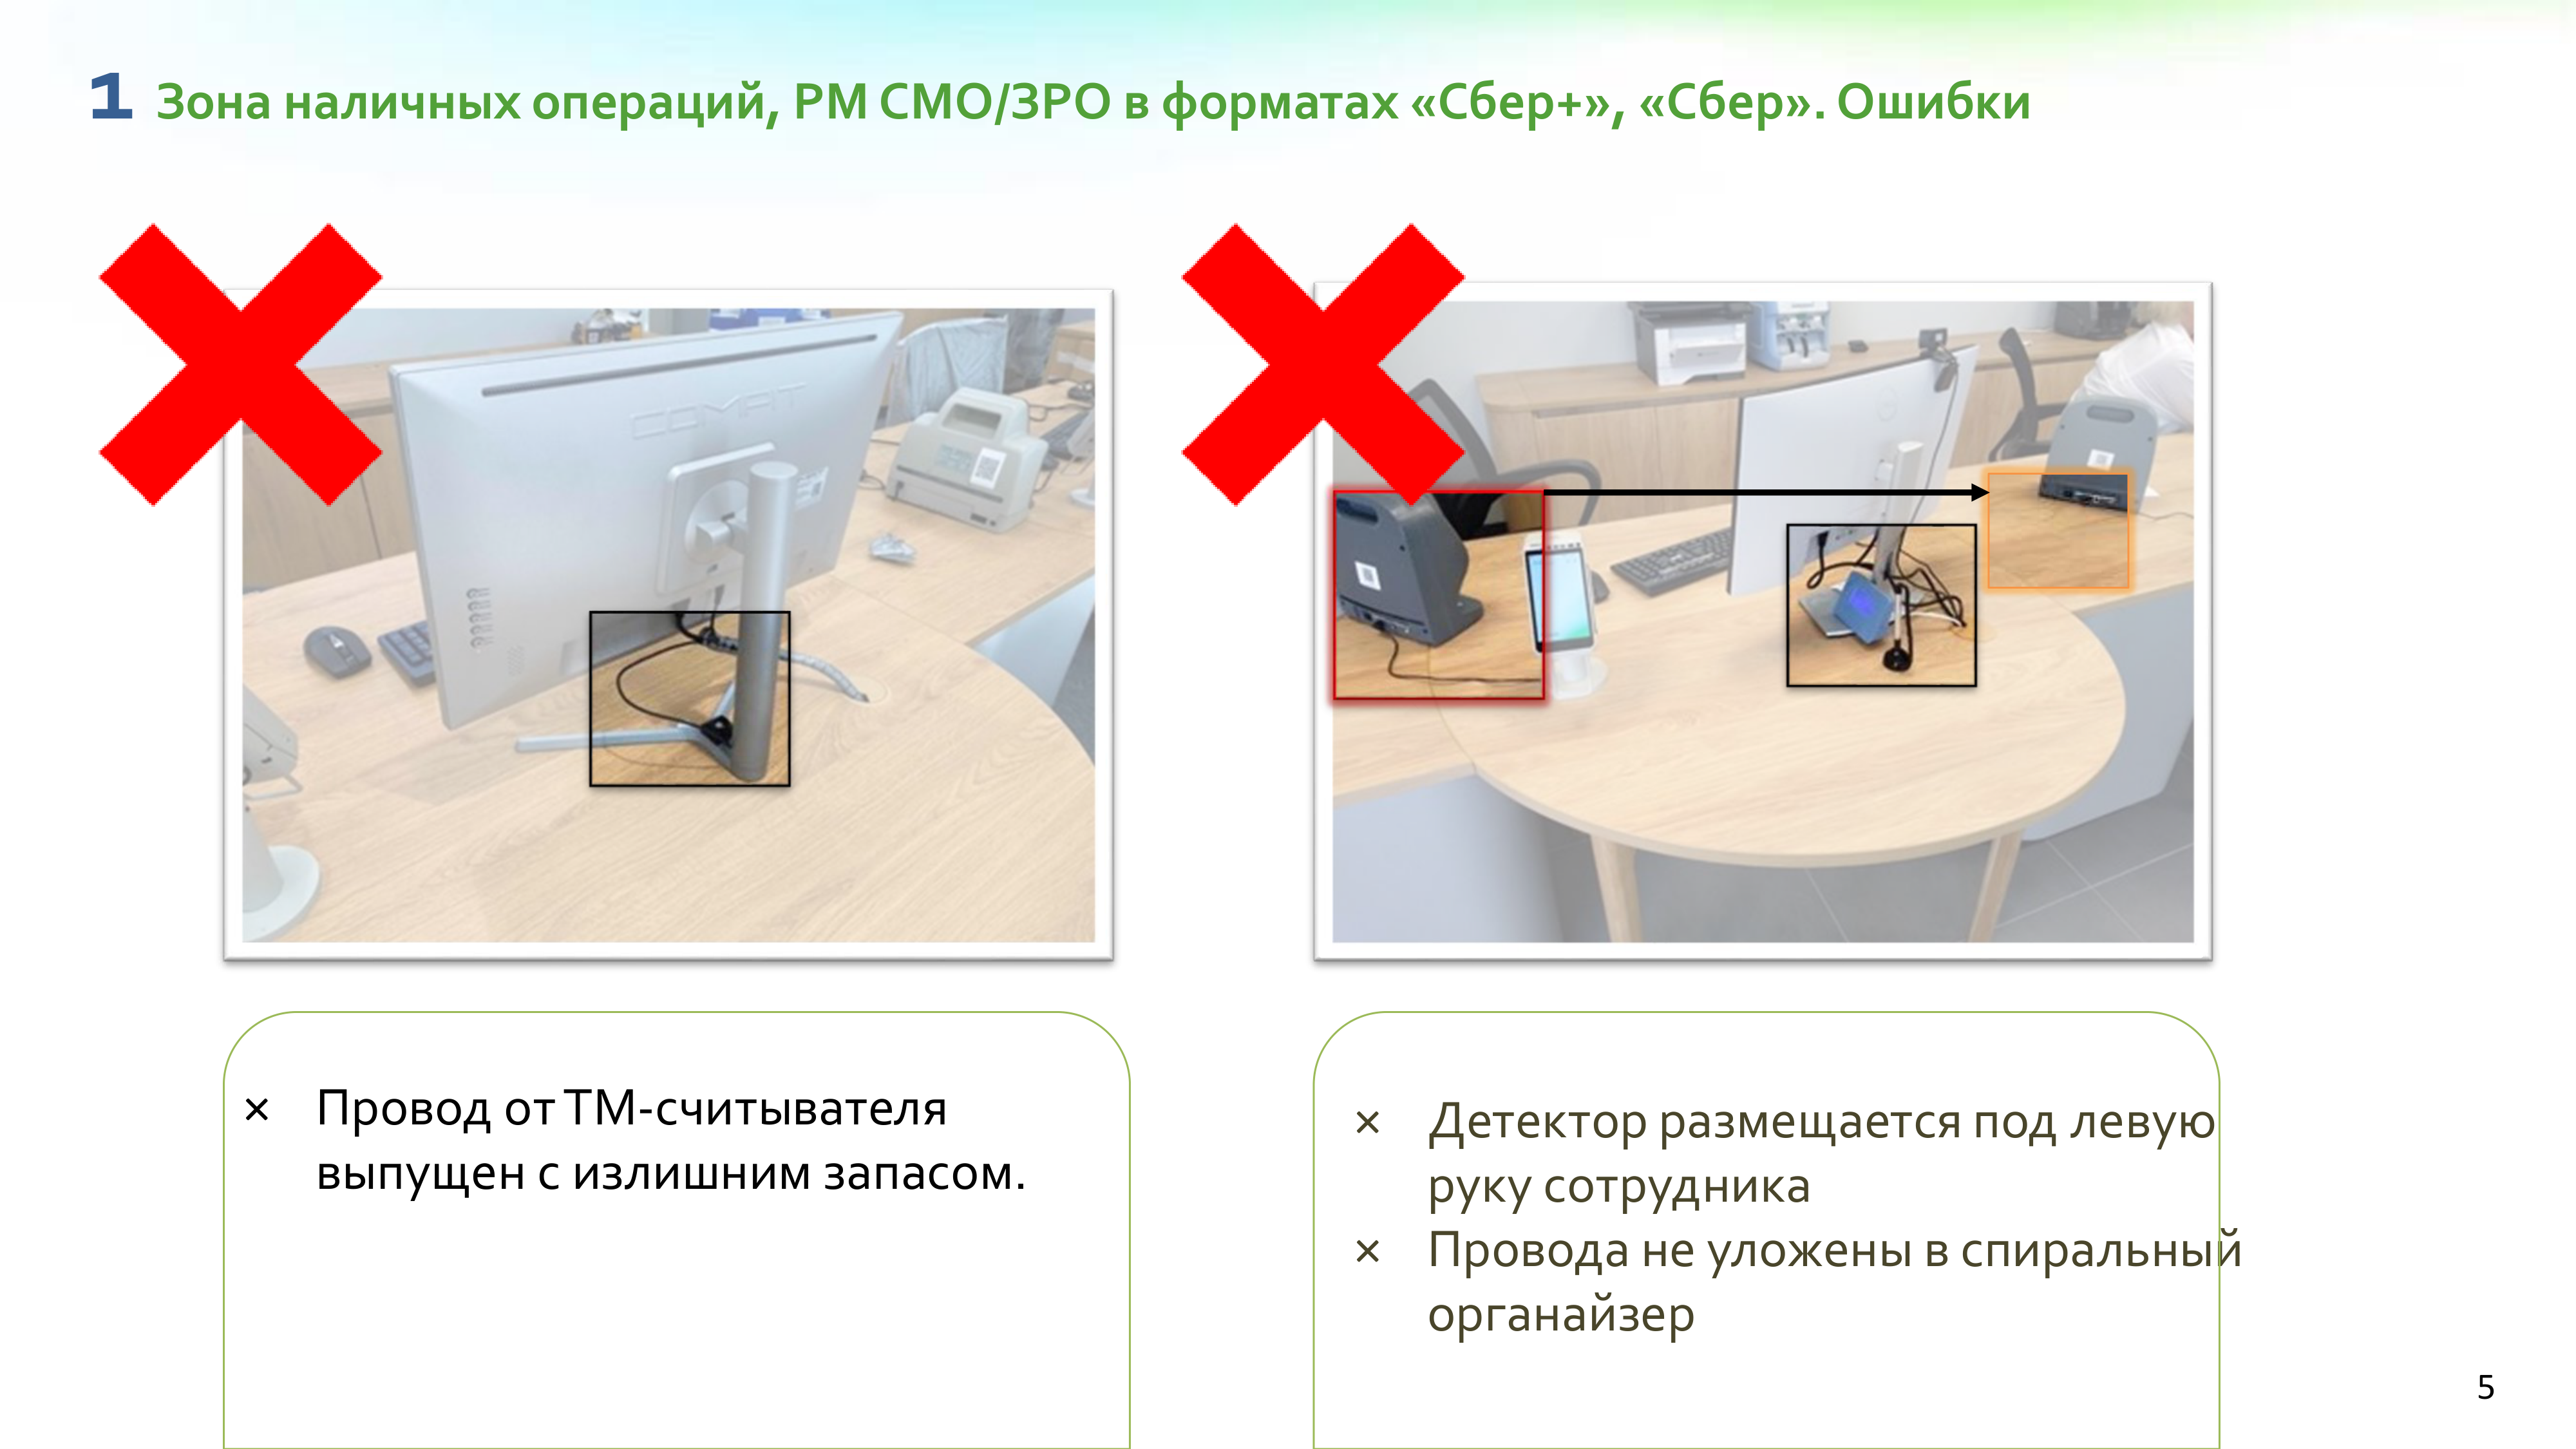 1 Зона наличных операций, РМ СМО/ЗРО в форматах «Сбер+», «Сбер». Ошибки
COMFIT
× Провод от ТМ-считывателя
выпущен с излишним запасом.
× Детектор размещается под левую
руку сотрудника
× Провода не уложены в спиральный
органайзер
5